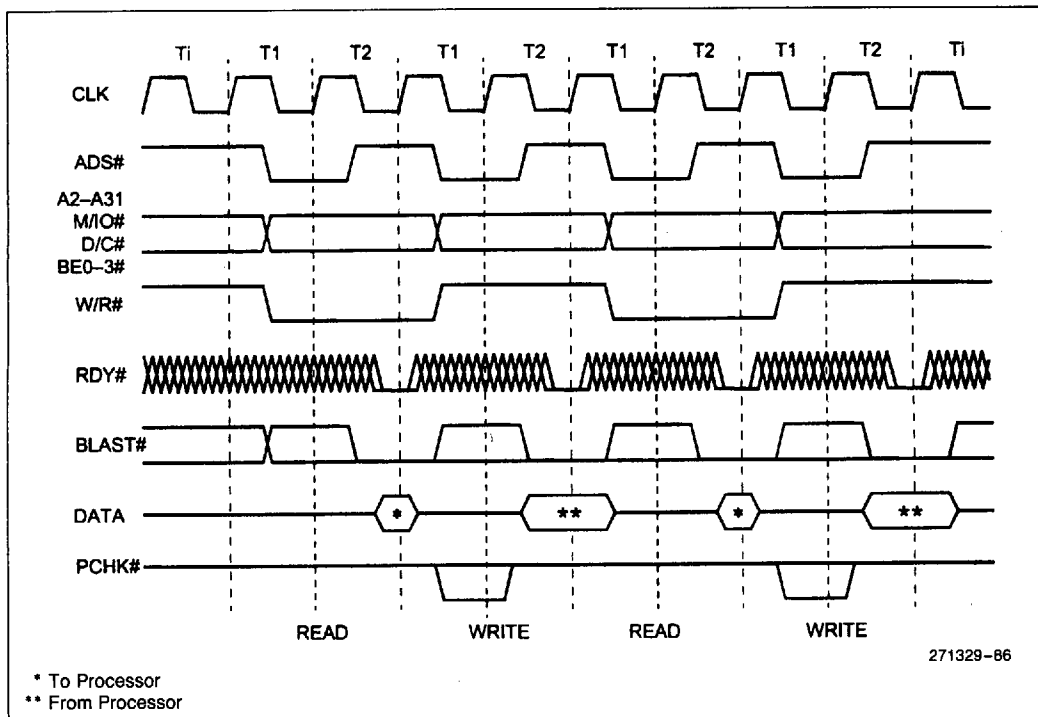 Ti T1 T2 T1 T2 T1 T2 T1 T2 Ti
CLK
ADS#
A2–A31
M/IO#
D/C#
BE0–3#
W/R#
RDY#
BLAST#
DATA * ** * **
PCHK#
READ WRITE READ WRITE
271329–86
* To Processor
** From Processor